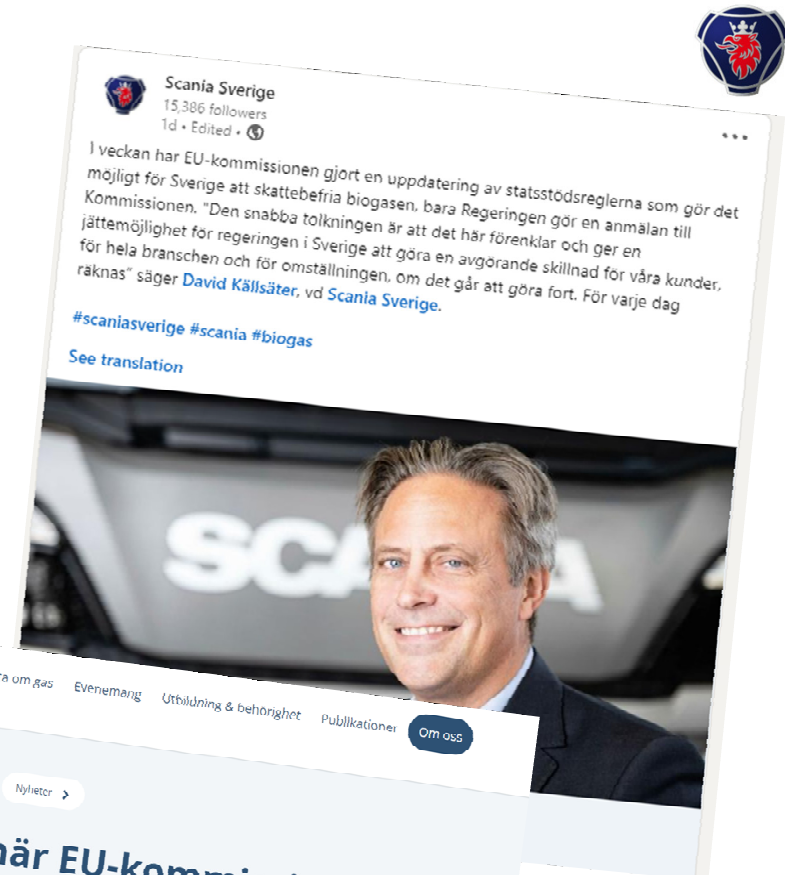 Scania Sverige
15,386 followers
1d • Edited •
I veckan har EU-kommissionen gjort en uppdatering av statsstödsreglerna som gör det
möjligt för Sverige att skattebefria biogasen, bara Regeringen gör en anmälan till
Kommissionen. "Den snabba tolkningen är att det här förenklar och ger en
jättemöjlighet för regeringen i Sverige att göra en avgörande skillnad för våra kunder,
för hela branschen och för omställningen, om det går att göra fort. För varje dag
räknas" säger David Källsäter, vd Scania Sverige.
#scaniasverige #scania #biogas
See translation
SCA A
om gas Evenemang Utbildning & behörighet Publikationer Om oss
Nyheter
när EU-kommissi